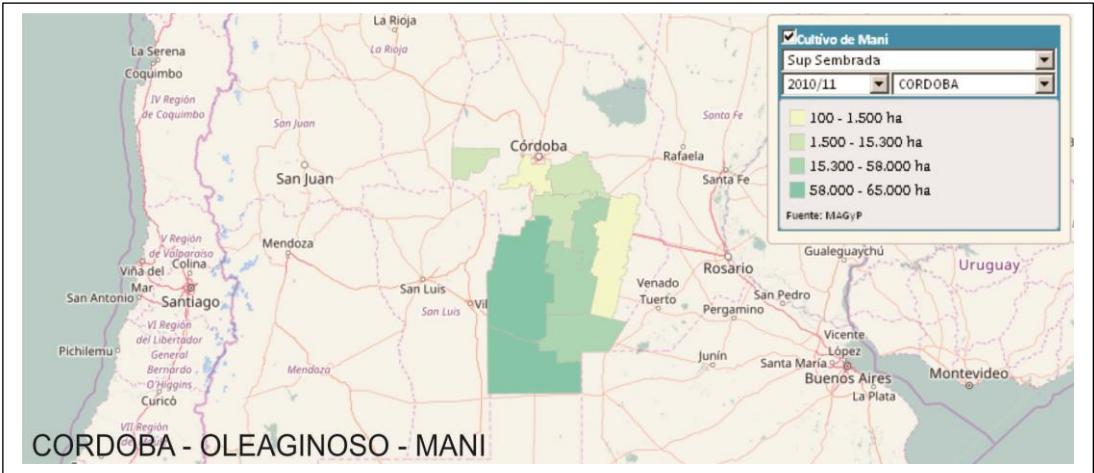 La Rioja
La Serena
Coquimbo
La Rioja
IV Región
de Coquimbo
San Juan
Santa Fe
Córdoba
Rafaela
San Juan
Santa Fe
V Región
de Valparaíso
Mendoza
Colina
Viña del
Mar
San Antonio
Santiago
San Luis
San Luis
Rosario
Venado
Tuerto
Pergamino
San Pedro
Gualeguaychú
Uruguay
VI Región
del Libertador
General
Bernardo
O'Higgins
Pichilemu
Curicó
Mendoza
Junín
Vicente
López
Santa María
Buenos Aires
La Plata
Montevideo
VII Región
CORDOBA - OLEAGINOSO - MANI
Cultivo de Mani
Sup Sembrada
2010/11 CORDOBA
100 - 1.500 ha
1.500 - 15.300 ha
15.300 - 58.000 ha
58.000 - 65.000 ha
Fuente: MAGyP